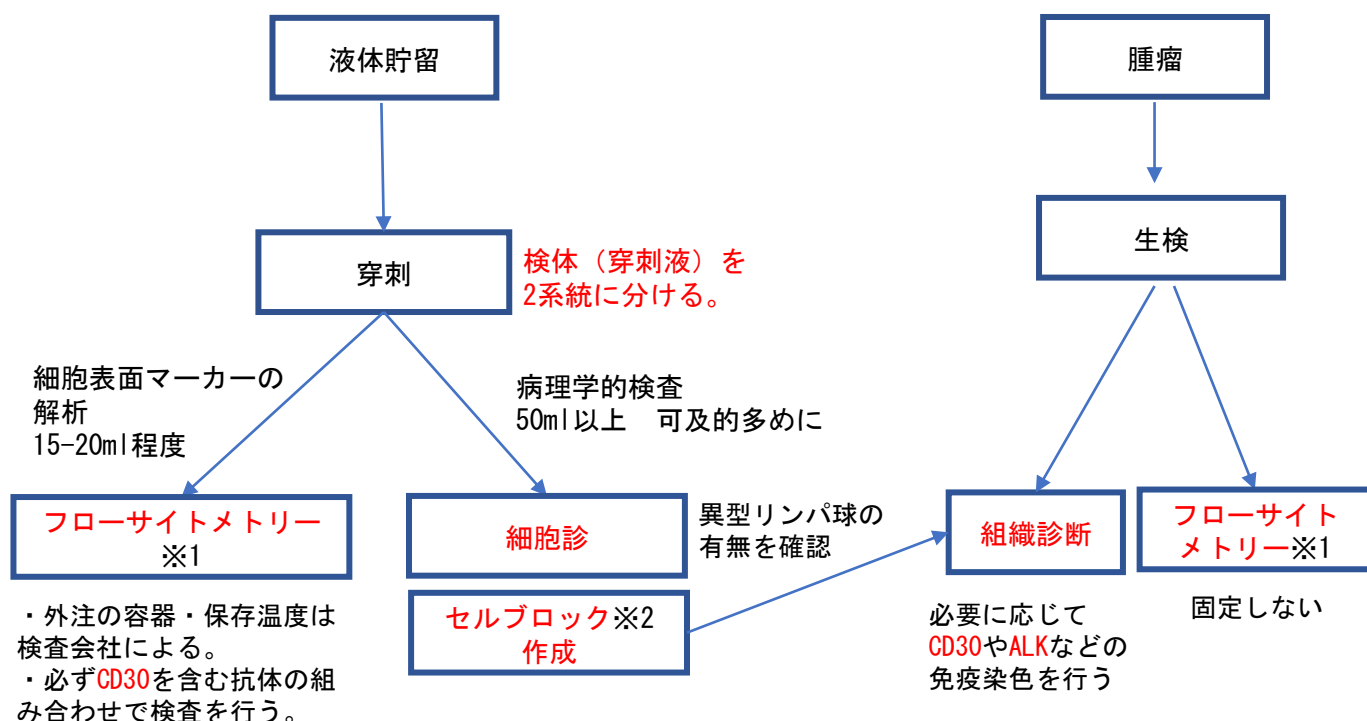 液体貯留
腫瘤
穿刺
検体（穿刺液）を
2系統に分ける。
生検
細胞表面マーカーの
解析
15-20ml程度
病理学的検査
50ml以上　可及的多めに
フローサイトメトリー
※1
細胞診
異型リンパ球の
有無を確認
組織診断
フローサイト
メトリー※1
セルブロック※2
作成
・外注の容器・保存温度は
検査会社による。
・必ずCD30を含む抗体の組
み合わせで検査を行う。
必要に応じて
CD30やALKなどの
免疫染色を行う
固定しない